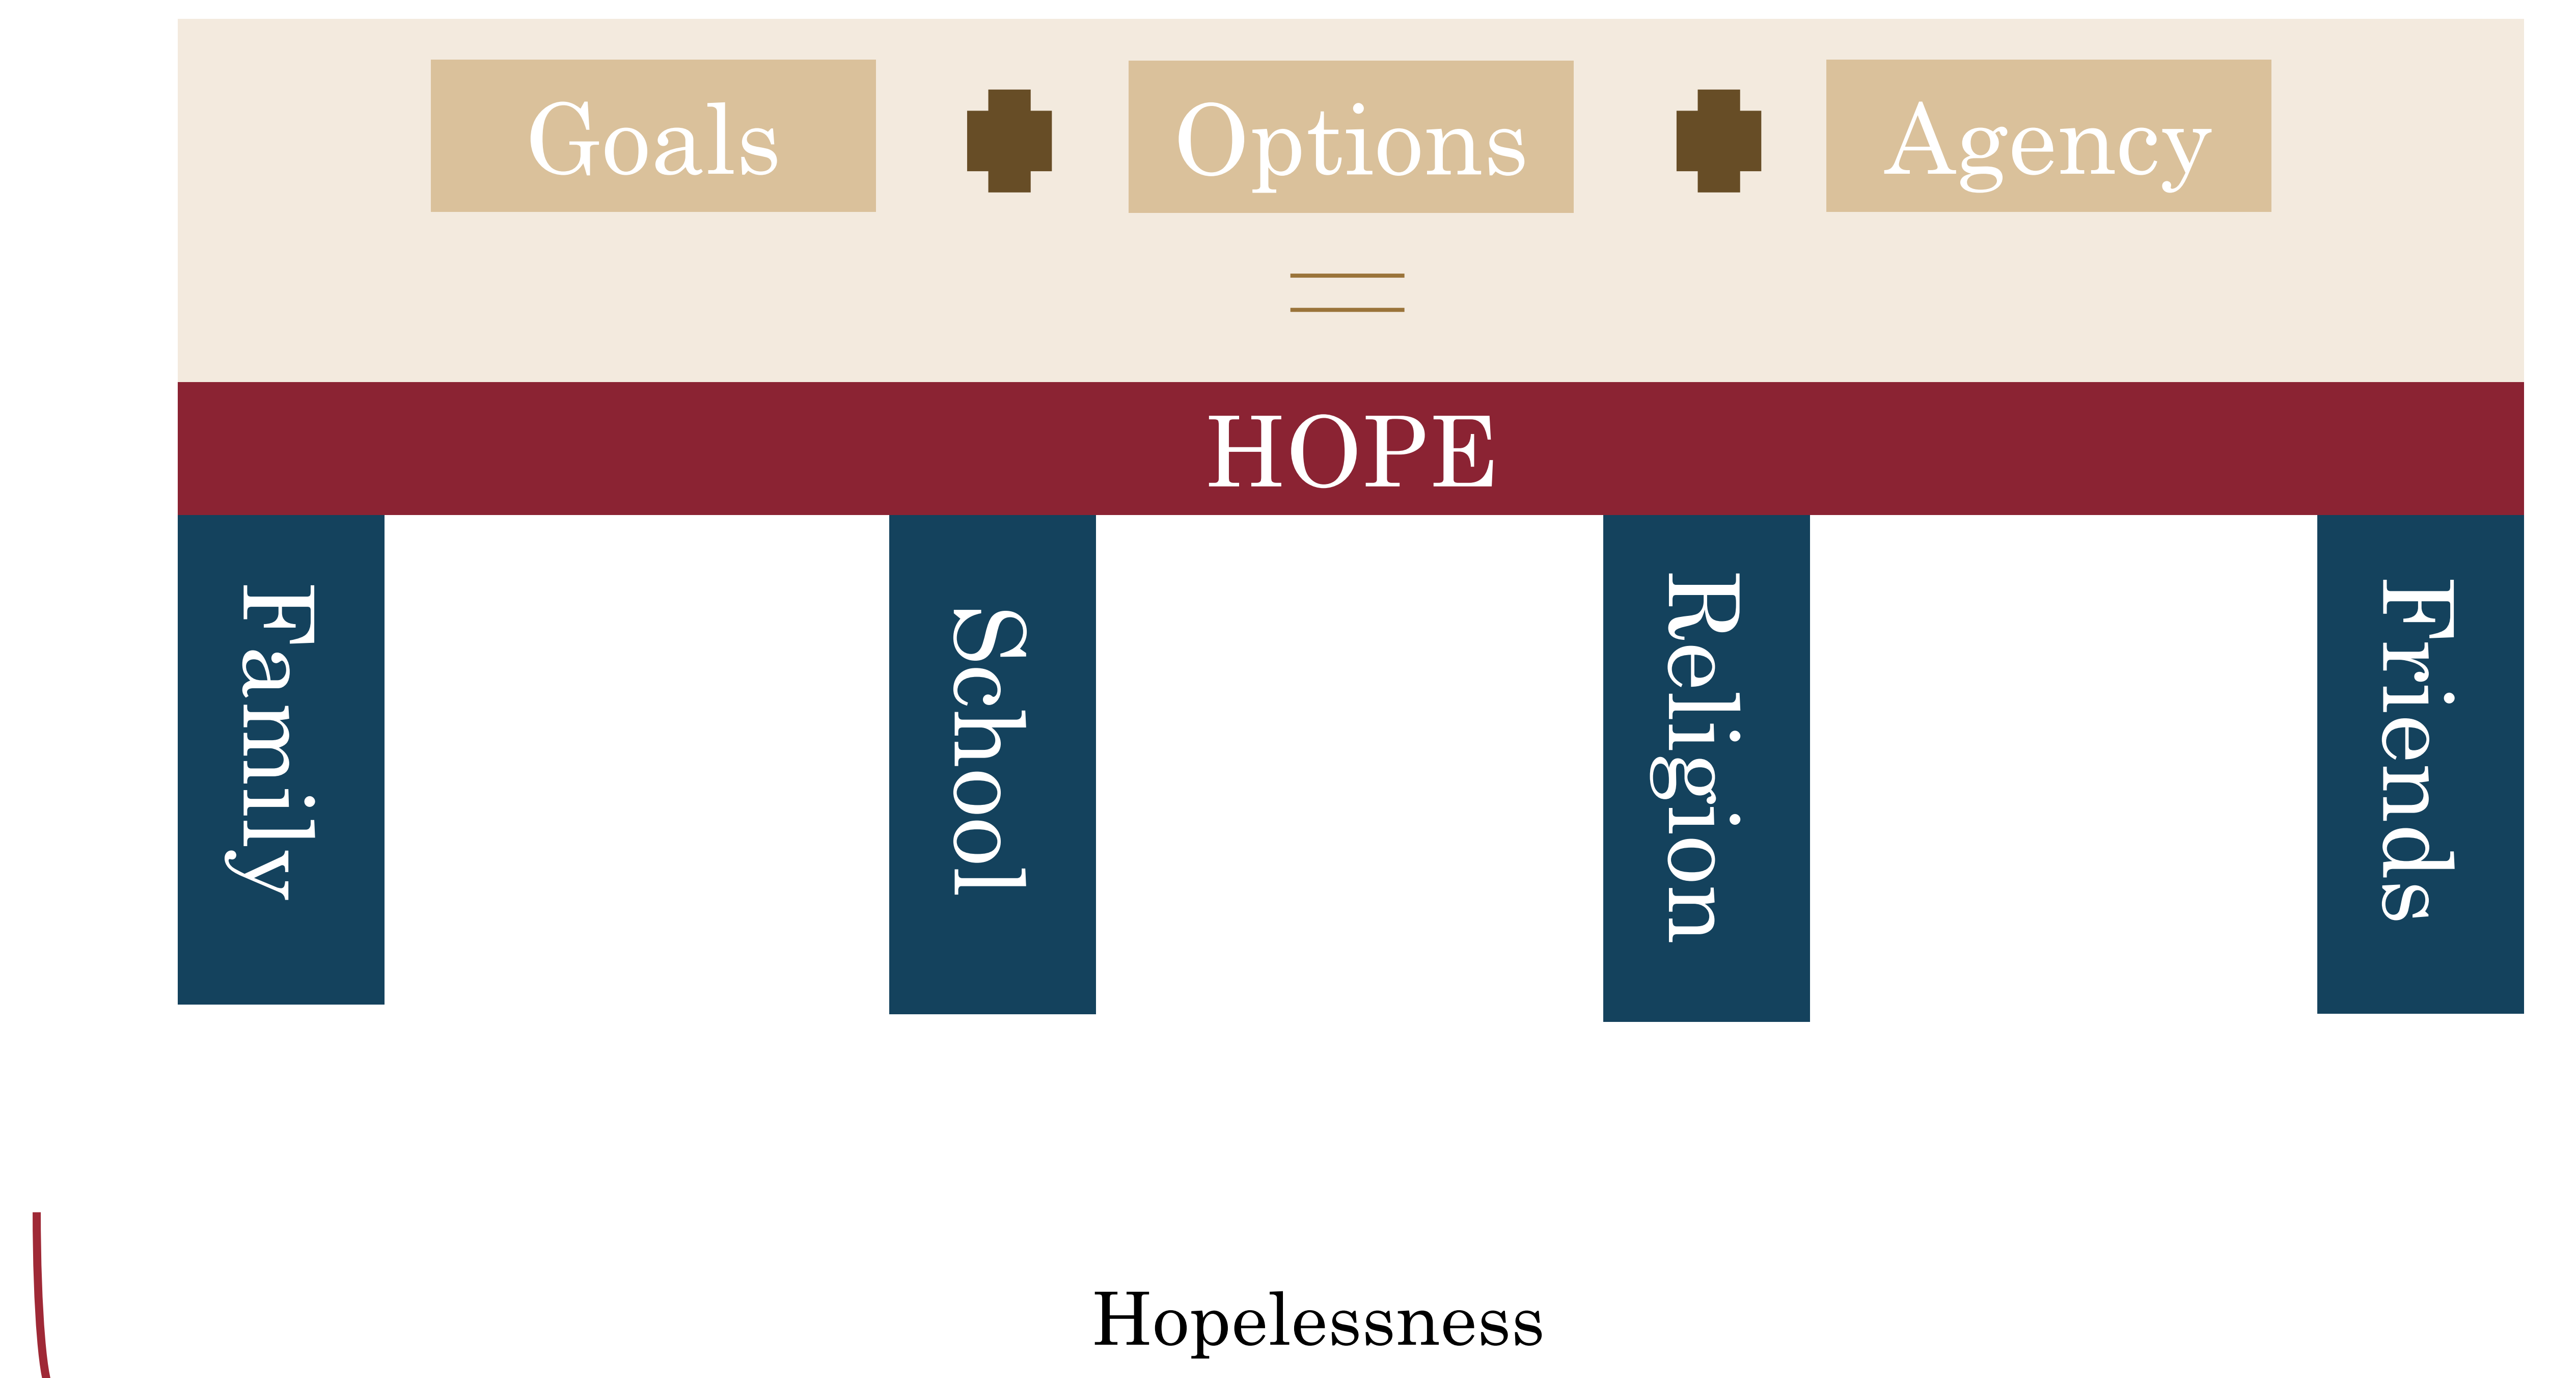 Goals
Options
Agency
HOPE
Family
School
Religion
Friends
Hopelessness